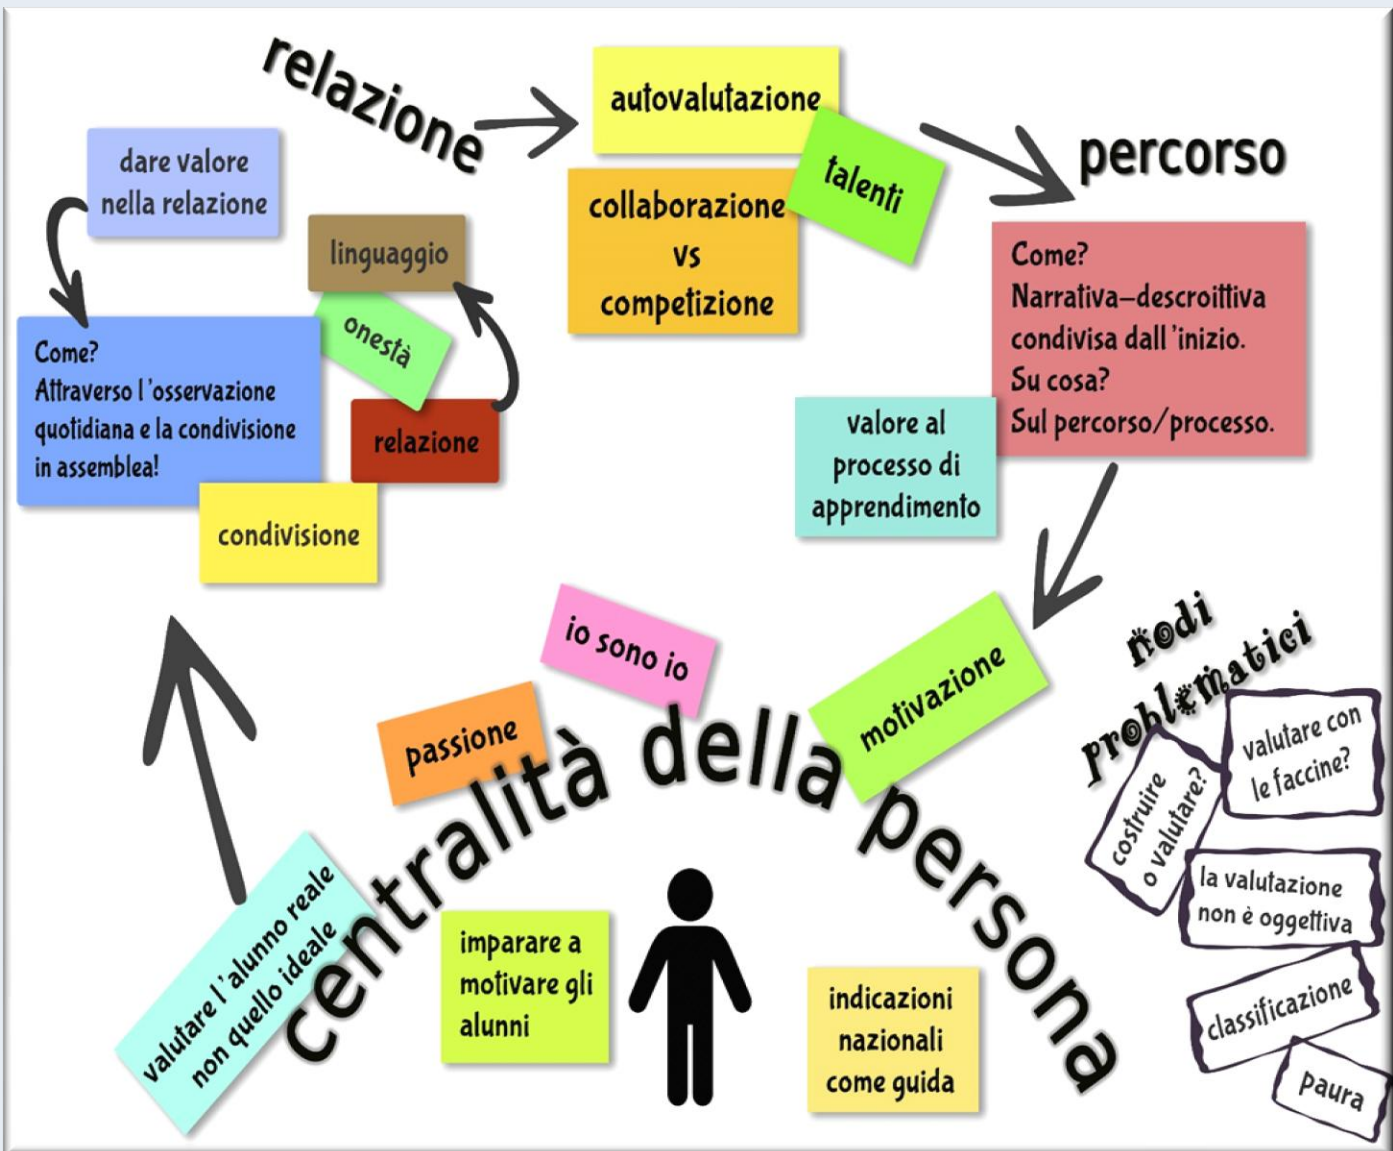 relazione
autovalutazione
talenti
collaborazione
vs
competizione
percorso
dare valore
nella relazione
linguaggio
onestà
relazione
Come?
Attraverso l'osservazione
quotidiana e la condivisione
in assemblea!
condivisione
Come?
Narrativa-descroittiva
condivisa dall'inizio.
Su cosa?
Sul percorso/processo.
valore al
processo di
apprendimento
io sono io
passione
motivazione
centralità della persona
valutare l'alunno reale
non quello ideale
imparare a
motivare gli
alunni
indicazioni
nazionali
come guida
nodi
problematici
valutare con
le faccine?
costruire
o valutare?
la valutazione
non è oggettiva
classificazione
paura